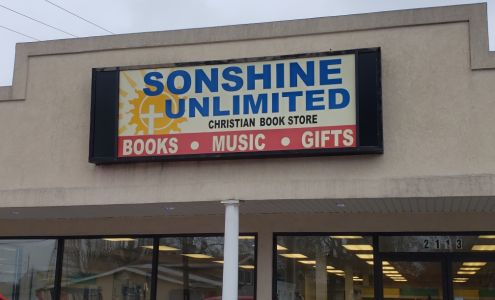 SONSHINE
UNLIMITED
CHRISTIAN BOOK STORE
BOOKS • MUSIC • GIFTS
2113